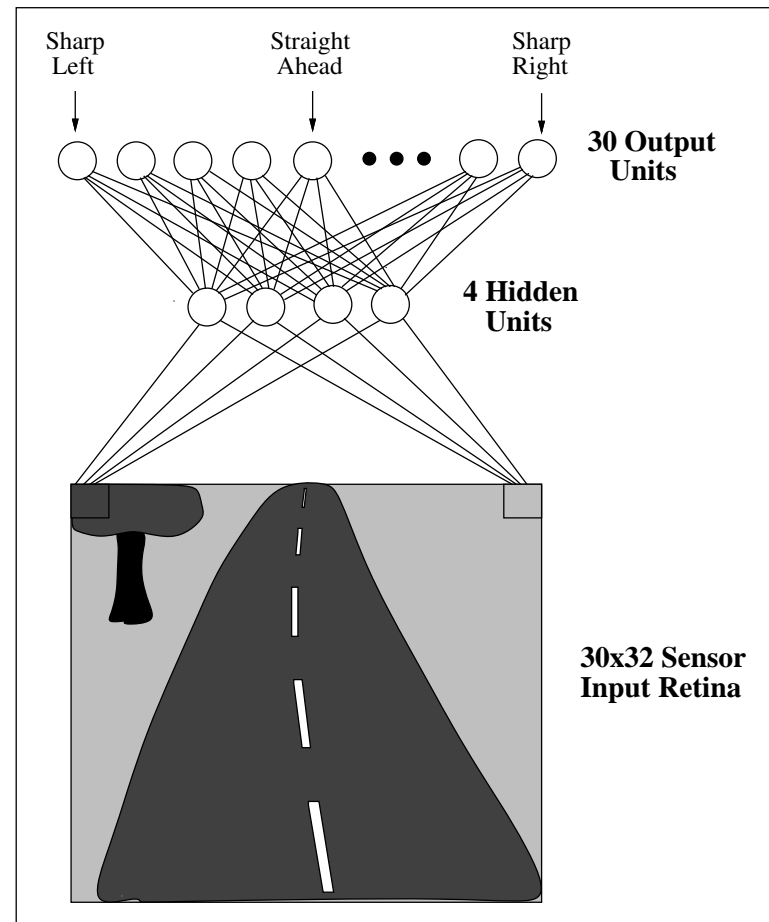 Sharp
Left
Straight
Ahead
Sharp
Right
30 Output
Units
4 Hidden
Units
30x32 Sensor
Input Retina